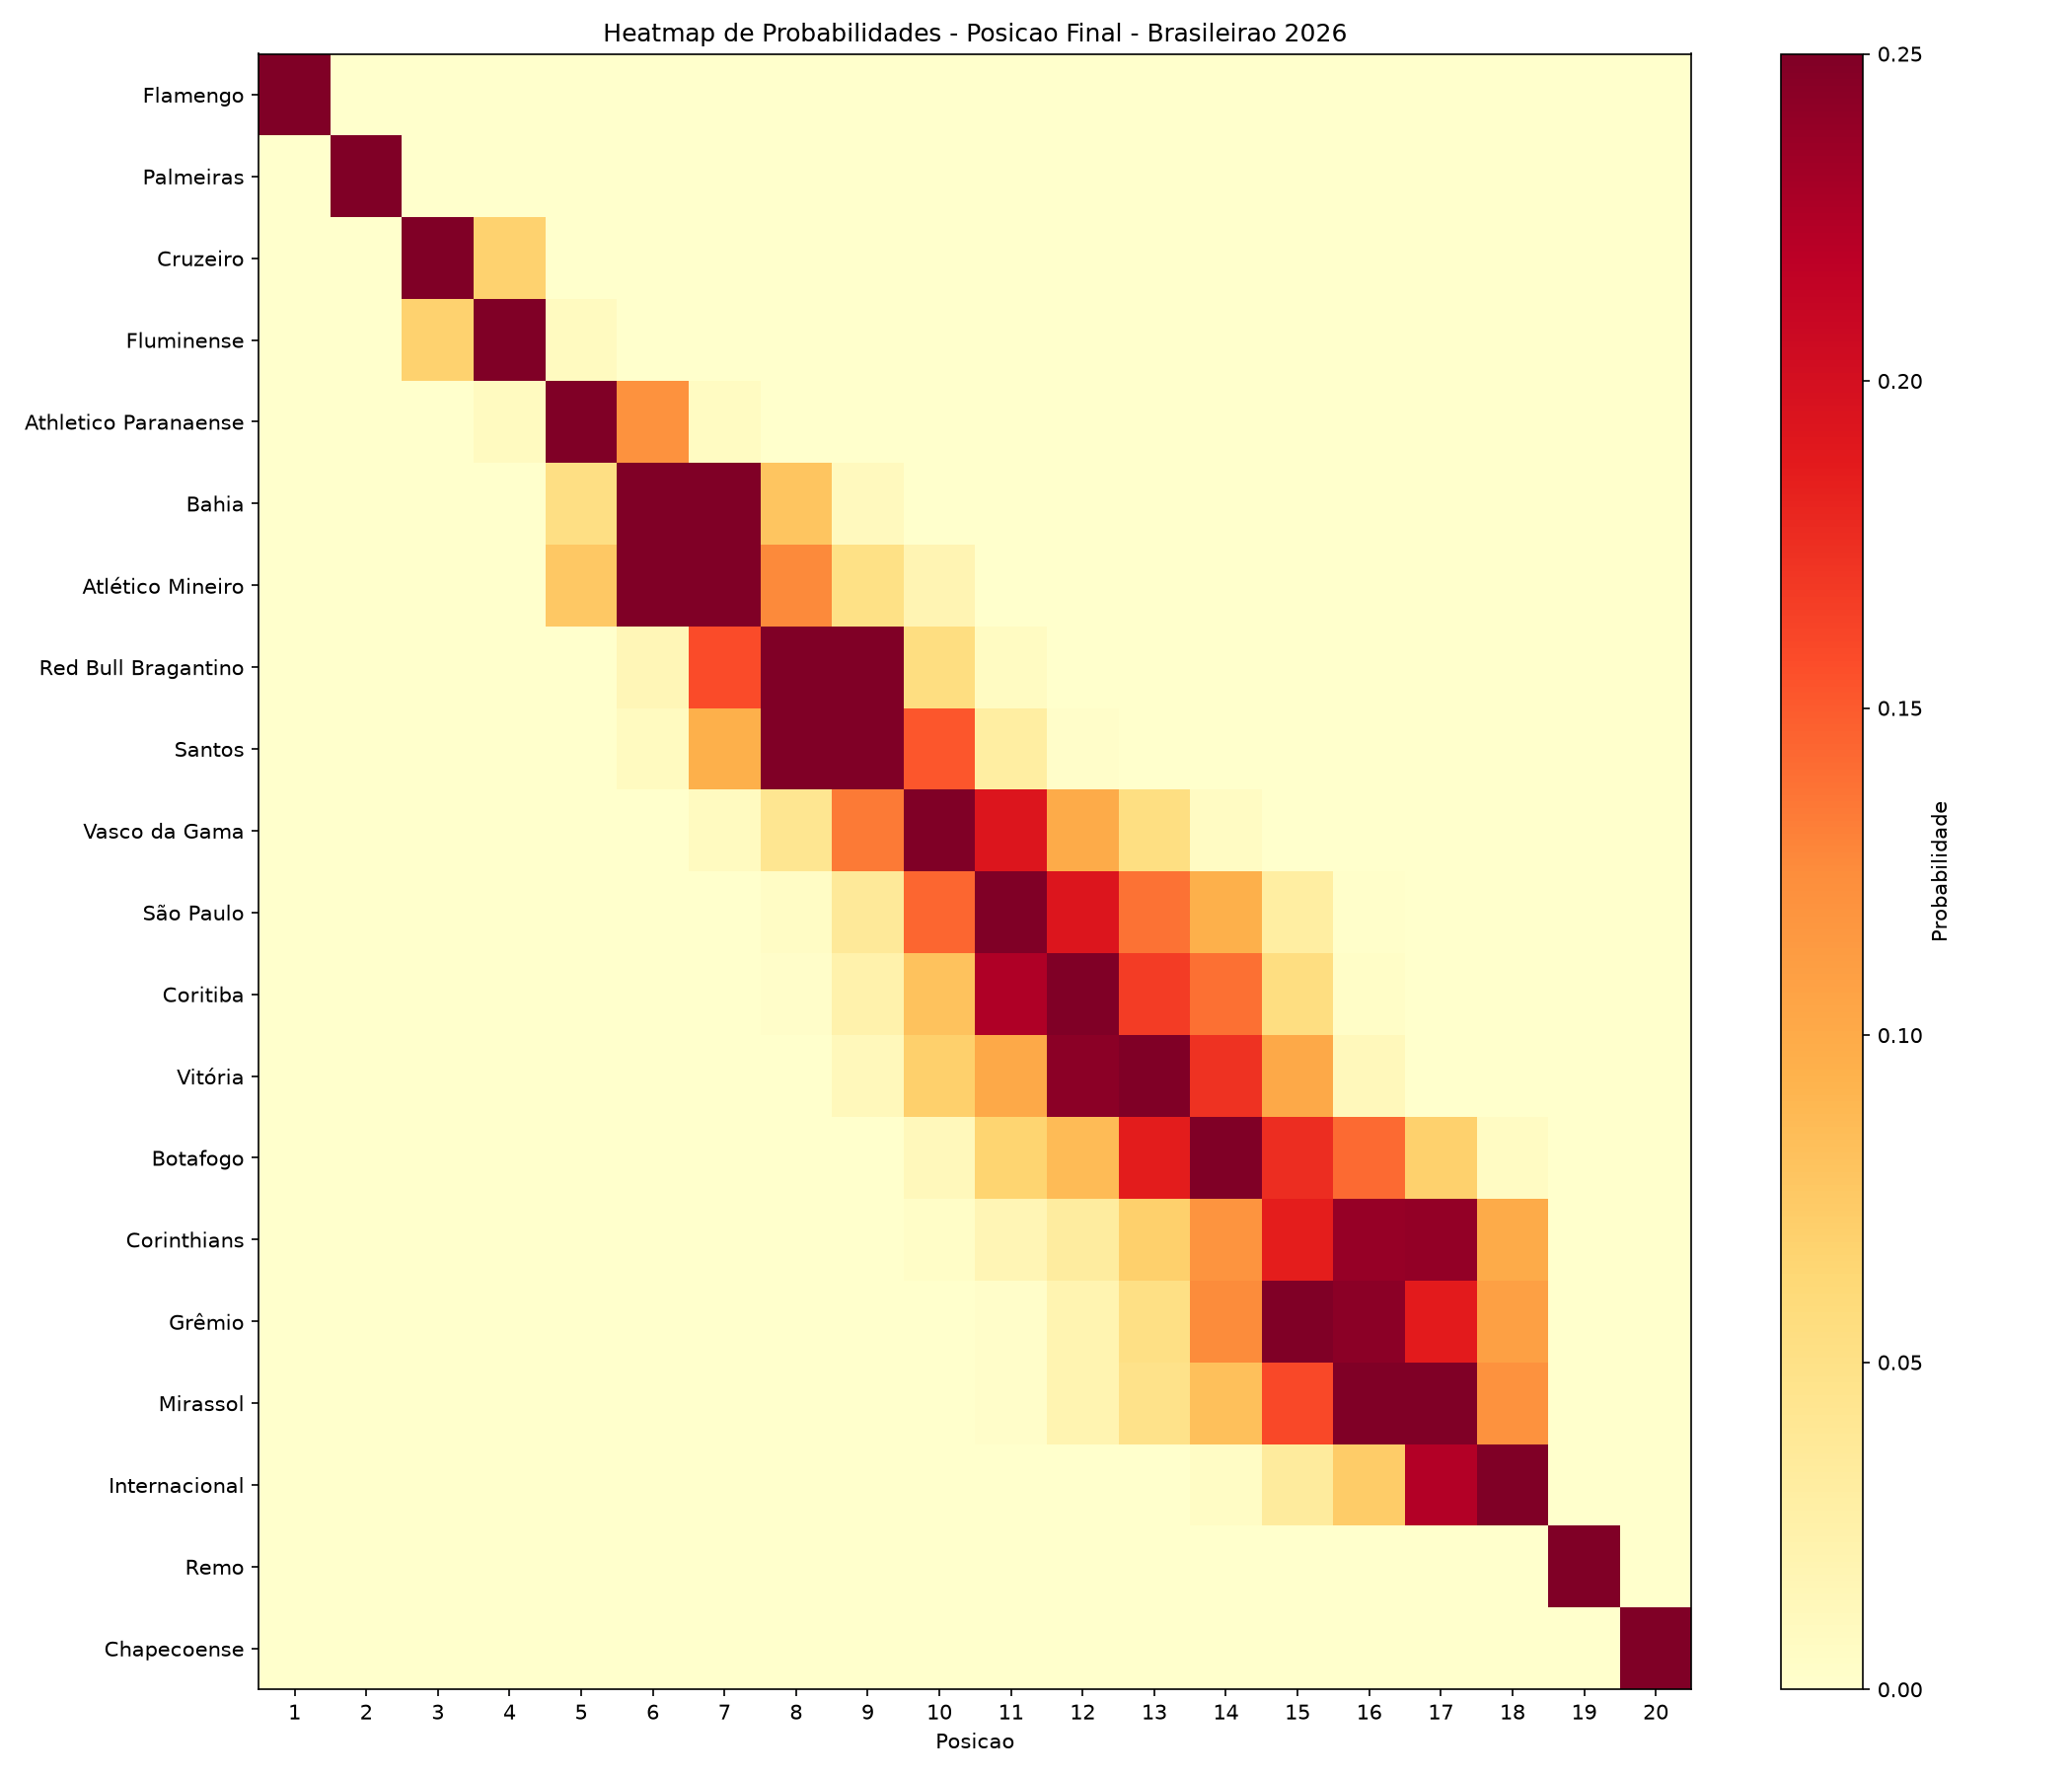 Heatmap de Probabilidades - Posicao Final - Brasileirao 2026
Flamengo
Palmeiras
Cruzeiro
Fluminense
Athletico Paranaense
Bahia
Atlético Mineiro
Red Bull Bragantino
Santos
Vasco da Gama
São Paulo
Coritiba
Vitória
Botafogo
Corinthians
Grêmio
Mirassol
Internacional
Remo
Chapecoense
1 2 3 4 5 6 7 8 9 10 11 12 13 14 15 16 17 18 19 20
Posicao
0.25
0.20
0.15
0.10
0.05
0.00
Probabilidade